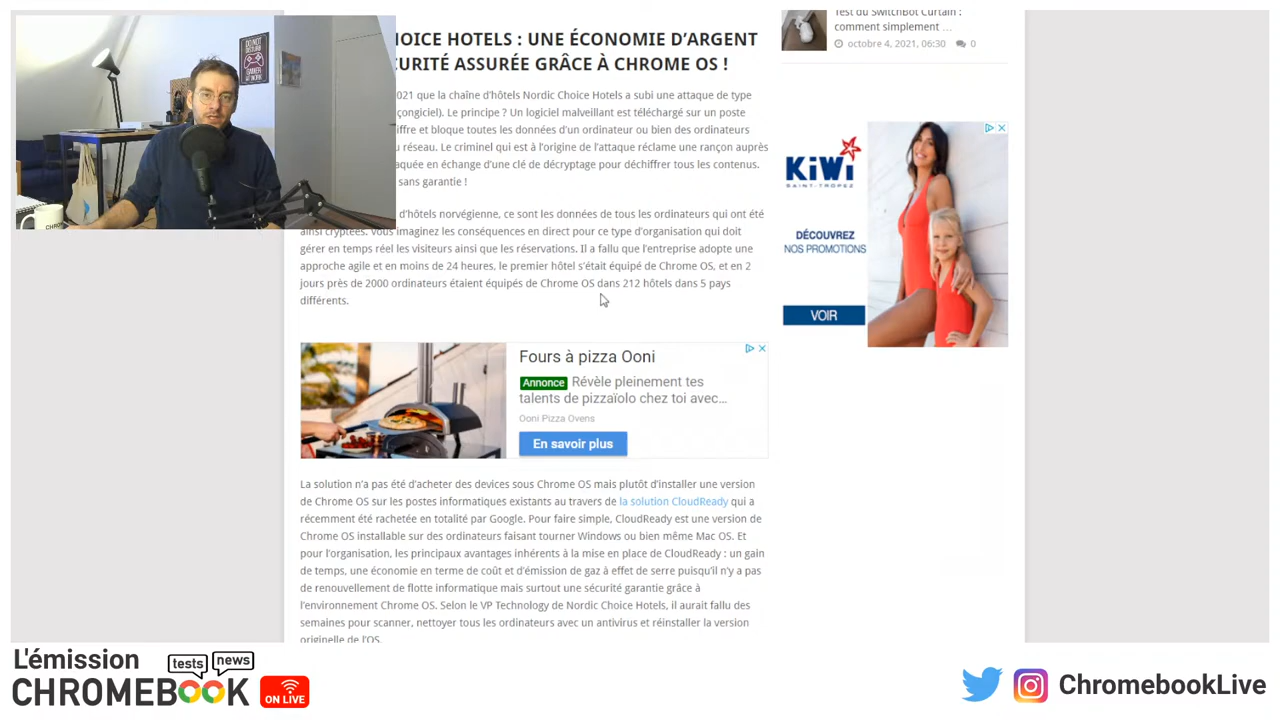 DO NOT
DISTURB
GAMER
AT WORK
HOICE HOTELS : UNE ÉCONOMIE D’ARGENT
CURITÉ ASSURÉE GRÂCE À CHROME OS !
021 que la chaîne d’hôtels Nordic Choice Hotels a subi une attaque de type
çongiciel). Le principe ? Un logiciel malveillant est téléchargé sur un poste
iffre et bloque toutes les données d’un ordinateur ou bien des ordinateurs
u réseau. Le criminel qui est à l’origine de l’attaque réclame une rançon auprès
aquée en échange d’une clé de décryptage pour déchiffrer tous les contenus.
sans garantie !
d’hôtels norvégienne, ce sont les données de tous les ordinateurs qui ont été
ainsi cryptées. Vous imaginez les conséquences en direct pour ce type d’organisation qui doit
gérer en temps réel les visiteurs ainsi que les réservations. Il a fallu que l’entreprise adopte une
approche agile et en moins de 24 heures, le premier hôtel s’était équipé de Chrome OS, et en 2
jours près de 2000 ordinateurs étaient équipés de Chrome OS dans 212 hôtels dans 5 pays
différents.
Fours à pizza Ooni
Annonce Révèle pleinement tes
talents de pizzaïolo chez toi avec…
Ooni Pizza Ovens
En savoir plus
La solution n’a pas été d’acheter des devices sous Chrome OS mais plutôt d’installer une version
de Chrome OS sur les postes informatiques existants au travers de la solution CloudReady qui a
récemment été rachetée en totalité par Google. Pour faire simple, CloudReady est une version de
Chrome OS installable sur des ordinateurs faisant tourner Windows ou bien même Mac OS. Et
pour l’organisation, les principaux avantages inhérents à la mise en place de CloudReady : un gain
de temps, une économie en terme de coût et d’émission de gaz à effet de serre puisqu’il n’y a pas
de renouvellement de flotte informatique mais surtout une sécurité garantie grâce à
l’environnement Chrome OS. Selon le VP Technology de Nordic Choice Hotels, il aurait fallu des
semaines pour scanner, nettoyer tous les ordinateurs avec un antivirus et réinstaller la version
originelle de l’OS.
Test du SwitchBot Curtain :
comment simplement …
octobre 4, 2021, 06:30 0
KiWi
SAINT-TROPEZ
DÉCOUVREZ
NOS PROMOTIONS
VOIR
L'émission
tests
news
CHROMEBOOK
ON LIVE
ChromebookLive